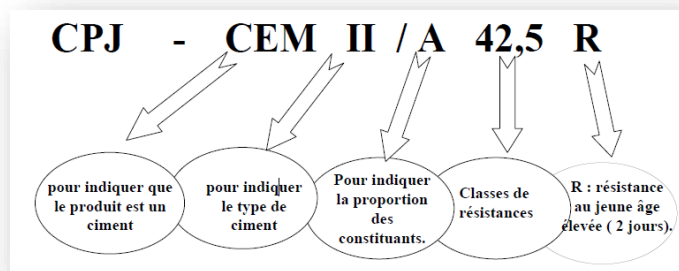 CPJ - CEM II / A 42,5 R
pour indiquer que
le produit est un
ciment
pour indiquer
le type de
ciment
Pour indiquer
la proportion
des
constituants.
Classes de
résistances
R : résistance
au jeune âge
élevée ( 2 jours).